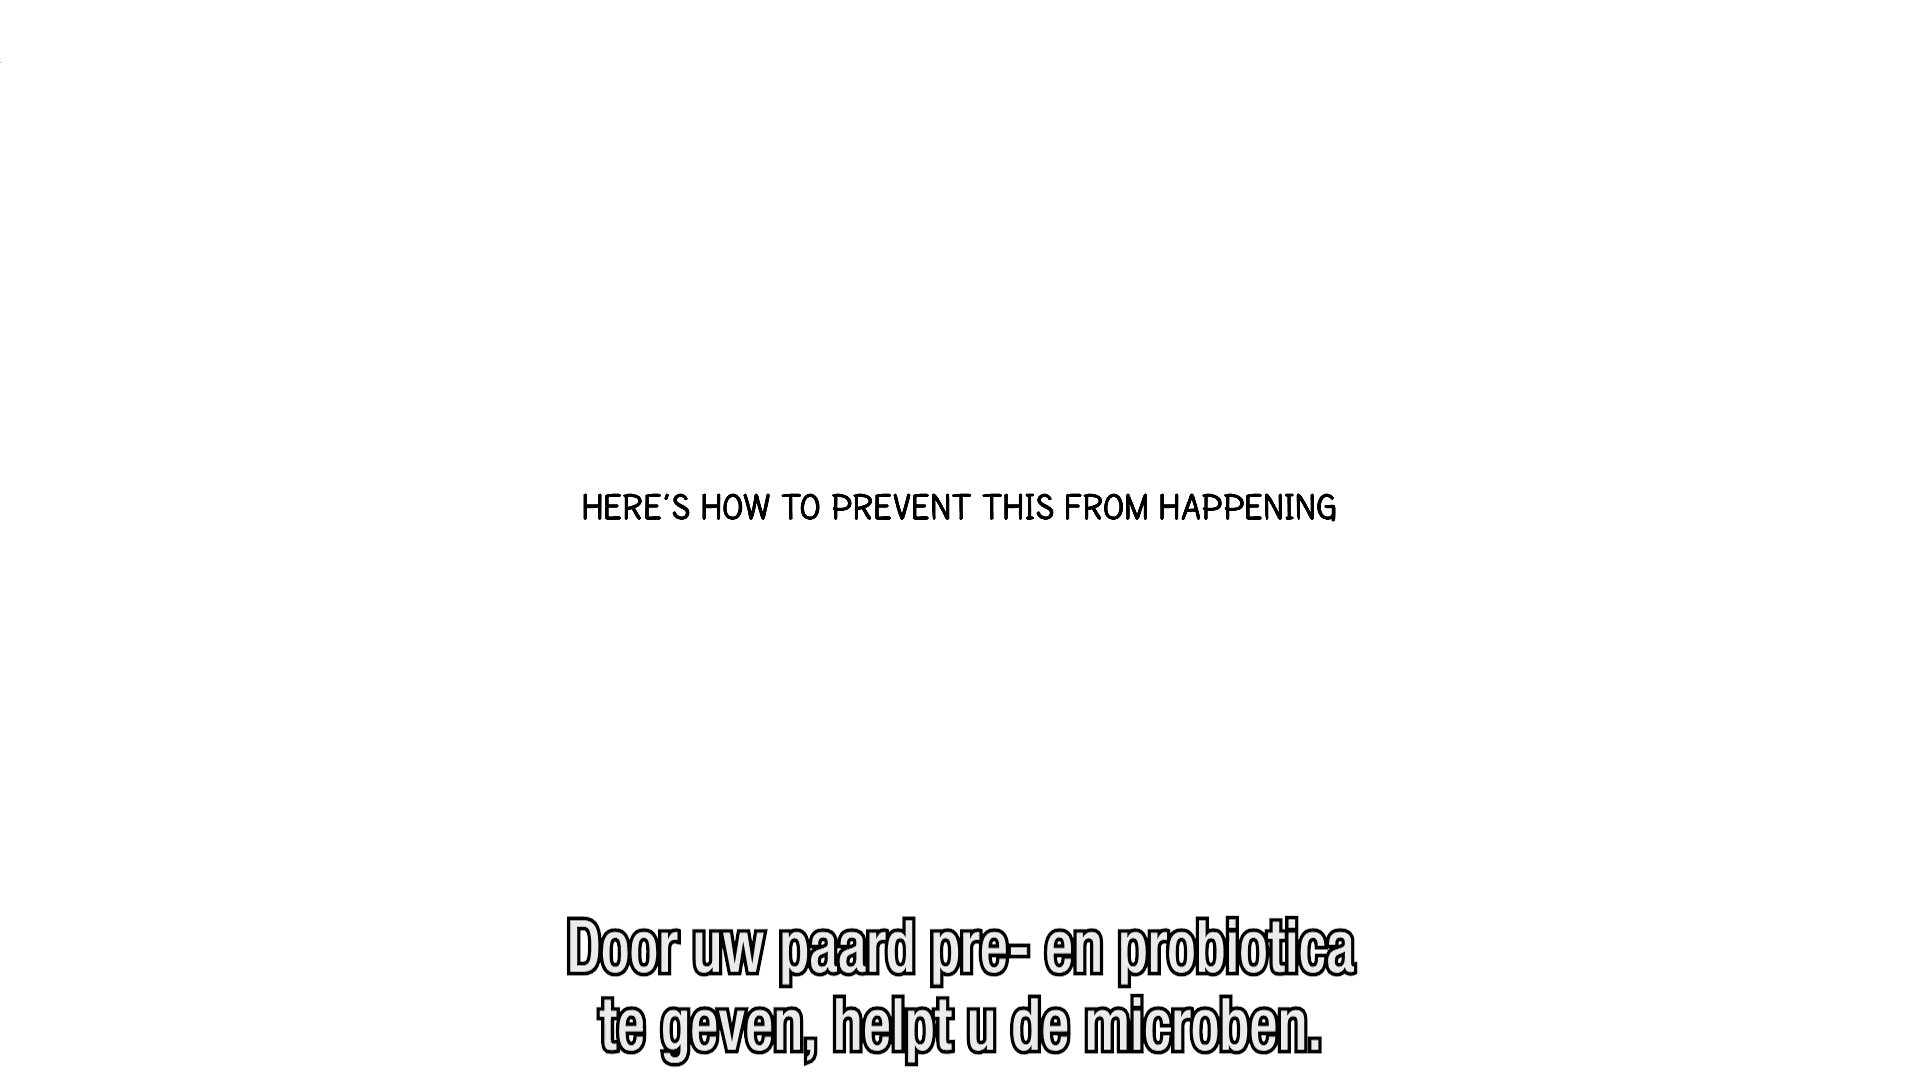 HERE'S HOW TO PREVENT THIS FROM HAPPENING
Door uw paard pre- en probiotica
te geven, helpt u de microben.